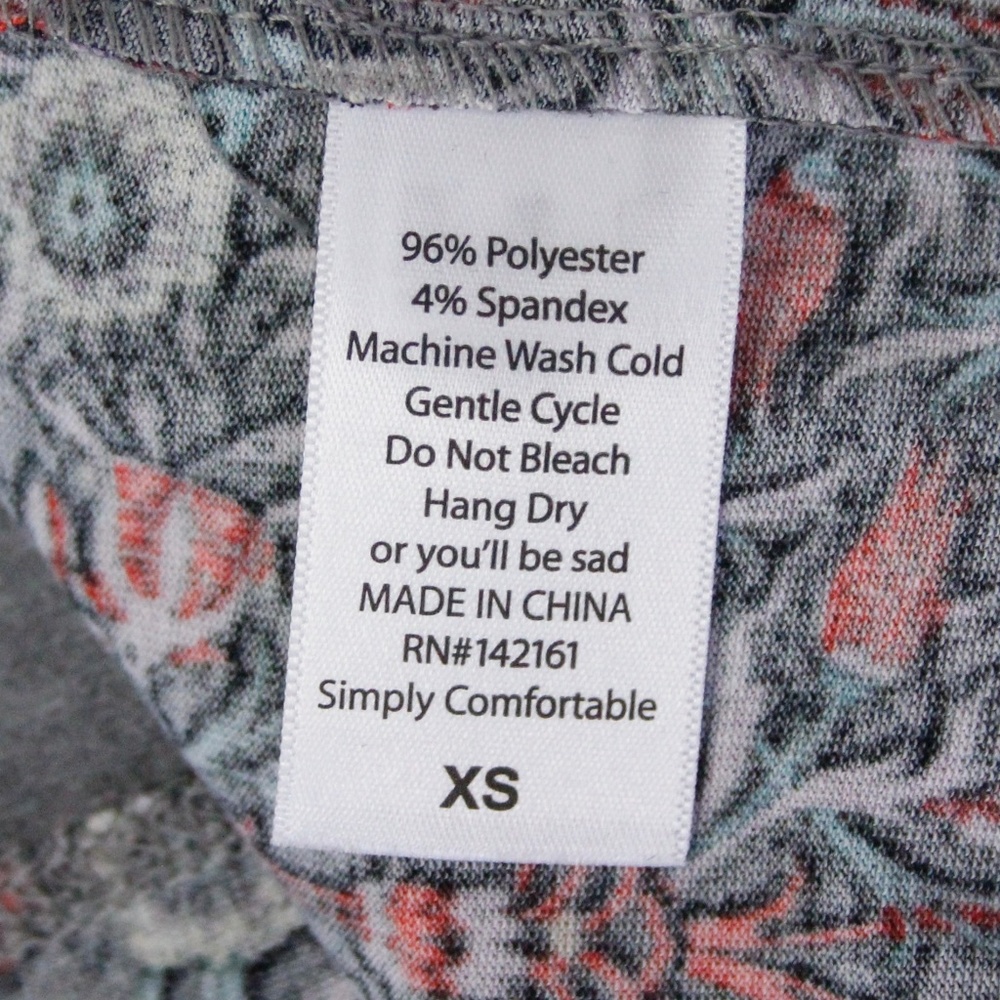 96% Polyester
4% Spandex
Machine Wash Cold
Gentle Cycle
Do Not Bleach
Hang Dry
or you'll be sad
MADE IN CHINA
RN#142161
Simply Comfortable
XS